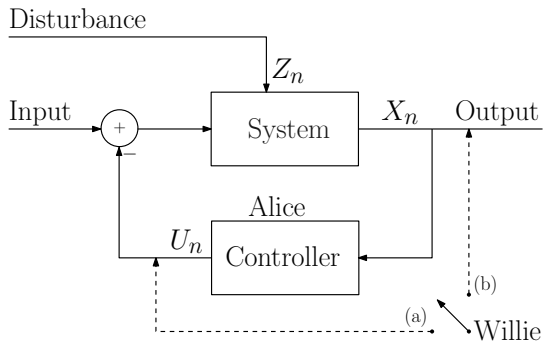 Disturbance
Z_n
Input
+
System
X_n
Output
−
Alice
U_n
Controller
(b)
(a)
Willie